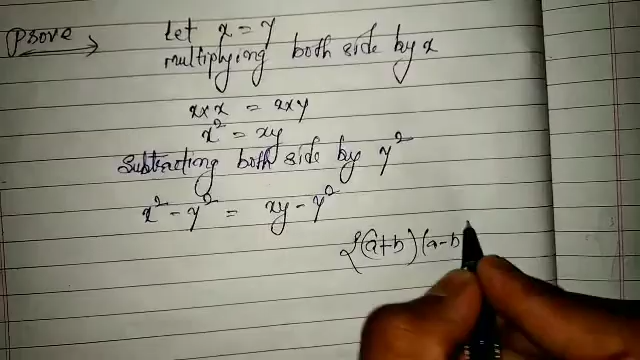 Prove
Let x = y
multiplying both side by x
x×x = x×y
x² = xy
Subtracting both side by y²
x² - y² = xy - y²
{(a+b)(a-b